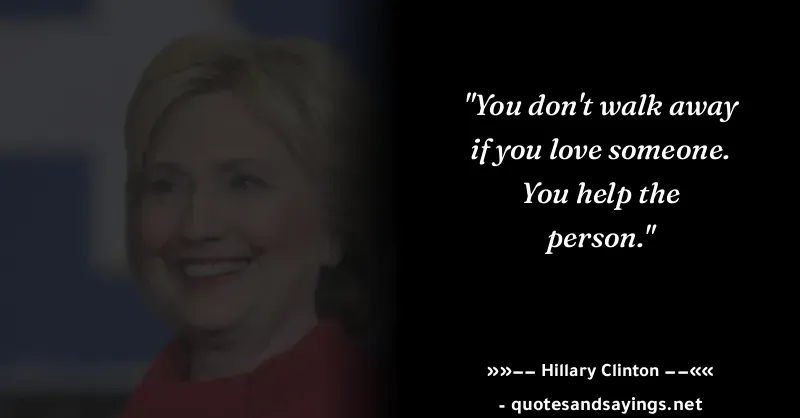 "You don't walk away
if you love someone.
You help the
person."
»»–– Hillary Clinton ––««
- quotesandsayings.net